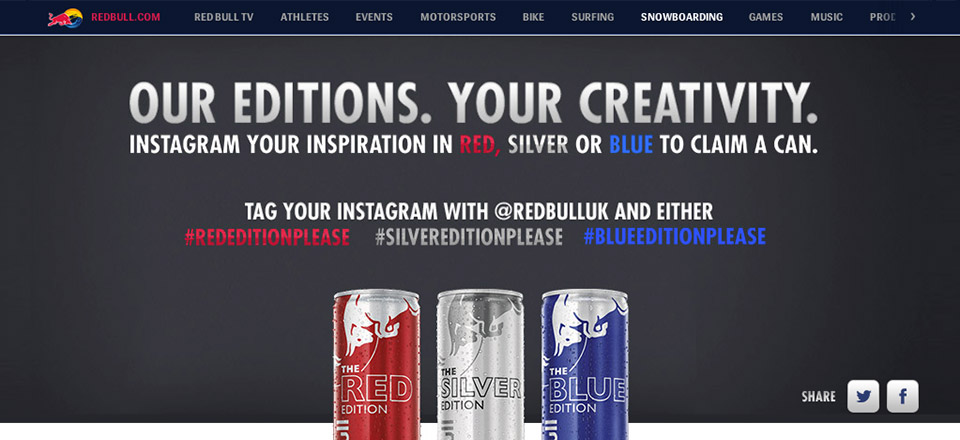 REDBULL.COM RED BULL TV ATHLETES EVENTS MOTORSPORTS BIKE SURFING SNOWBOARDING GAMES MUSIC PROD
OUR EDITIONS. YOUR CREATIVITY.
INSTAGRAM YOUR INSPIRATION IN RED, SILVER OR BLUE TO CLAIM A CAN.
TAG YOUR INSTAGRAM WITH @REDBULLUK AND EITHER
#REDEDITIONPLEASE #SILVEREDITIONPLEASE #BLUEEDITIONPLEASE
THE
RED
EDITION
THE
SILVER
EDITION
THE
BLUE
EDITION
SHARE